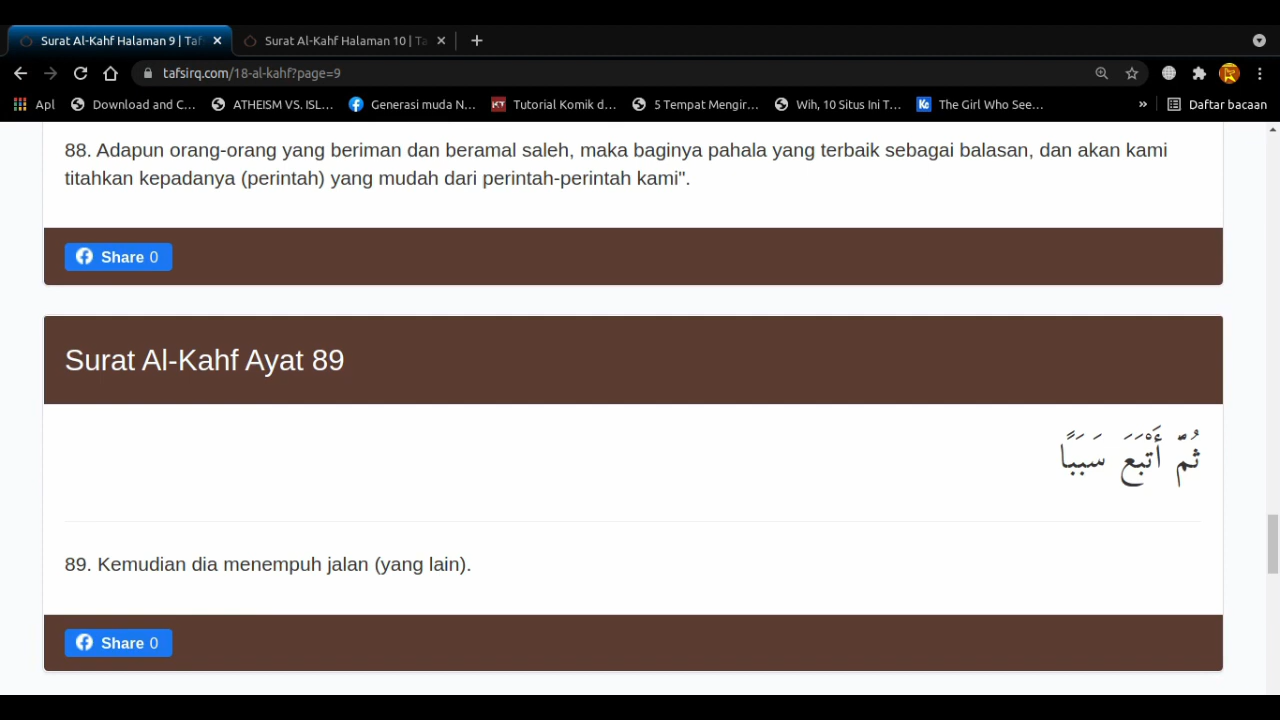 Surat Al-Kahf Halaman 9 | Taf
Surat Al-Kahf Halaman 10 | Ta
tafsirq.com/18-al-kahf?page=9
Apl
Download and C...
ATHEISM VS. ISL...
Generasi muda N...
Tutorial Komik d...
5 Tempat Mengir...
Wih, 10 Situs Ini T...
The Girl Who See...
»
Daftar bacaan
88. Adapun orang-orang yang beriman dan beramal saleh, maka baginya pahala yang terbaik sebagai balasan, dan akan kami
titahkan kepadanya (perintah) yang mudah dari perintah-perintah kami".
Share 0
Surat Al-Kahf Ayat 89
ثُمَّ أَتْبَعَ سَبَبًا
89. Kemudian dia menempuh jalan (yang lain).
Share 0